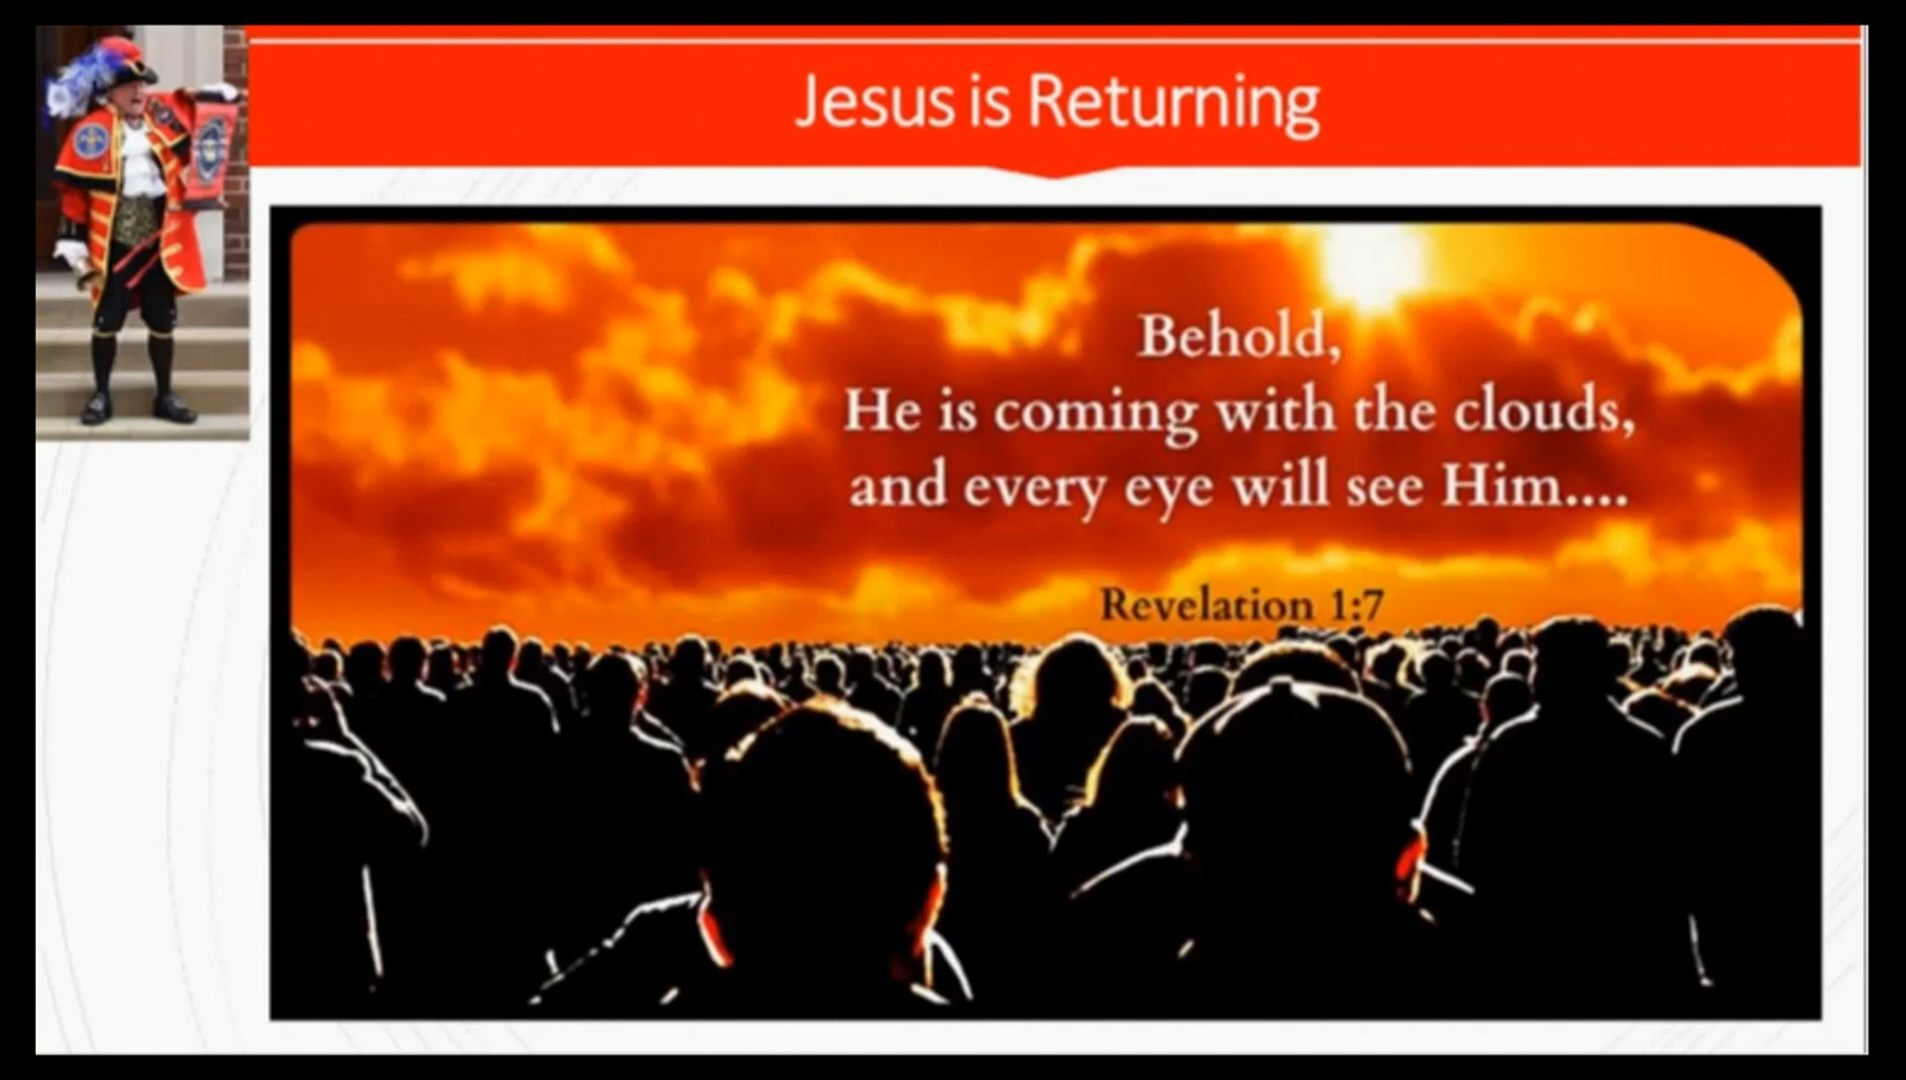 Jesus is Returning
Behold,
He is coming with the clouds,
and every eye will see Him....
Revelation 1:7